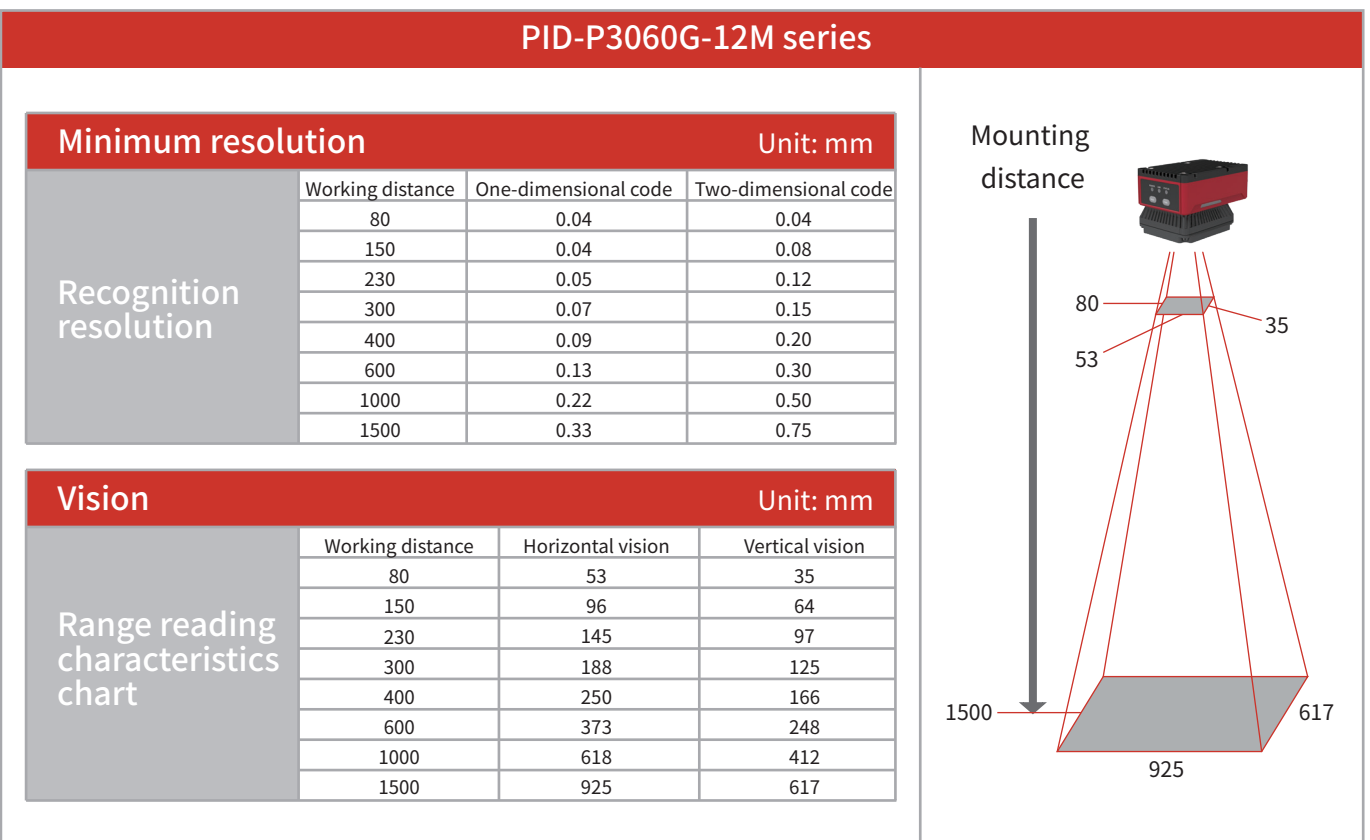 PID-P3060G-12M series
Minimum resolution Unit: mm
Recognition
resolution
Working distance One-dimensional code Two-dimensional code
80 0.04 0.04
150 0.04 0.08
230 0.05 0.12
300 0.07 0.15
400 0.09 0.20
600 0.13 0.30
1000 0.22 0.50
1500 0.33 0.75
Vision Unit: mm
Range reading
characteristics
chart
Working distance Horizontal vision Vertical vision
80 53 35
150 96 64
230 145 97
300 188 125
400 250 166
600 373 248
1000 618 412
1500 925 617
Mounting
distance
80
35
53
1500
617
925